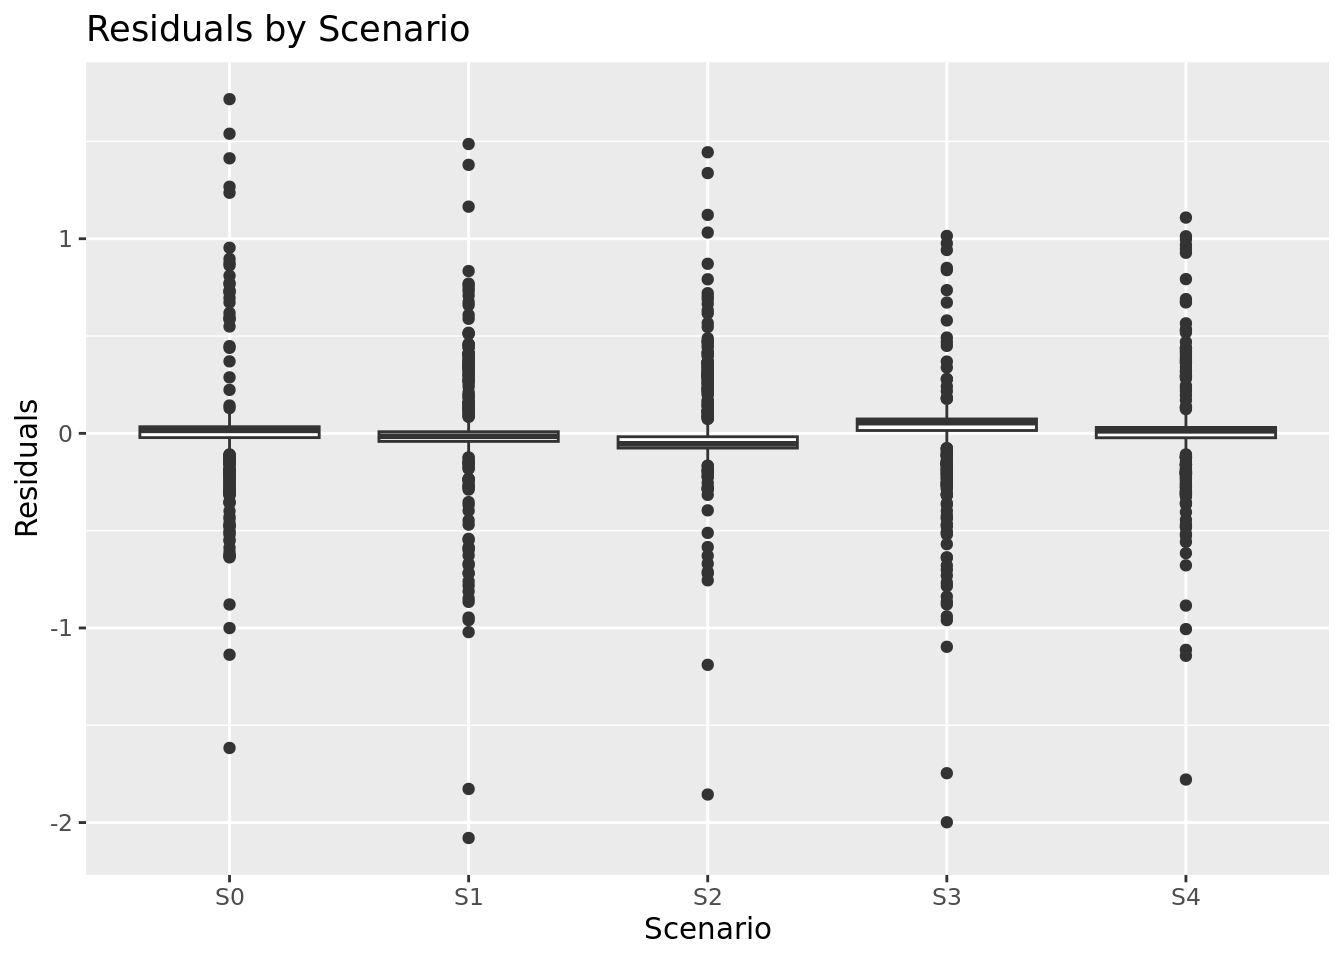 Residuals by Scenario
Residuals
1
0
-1
-2
S0 S1 S2 S3 S4
Scenario